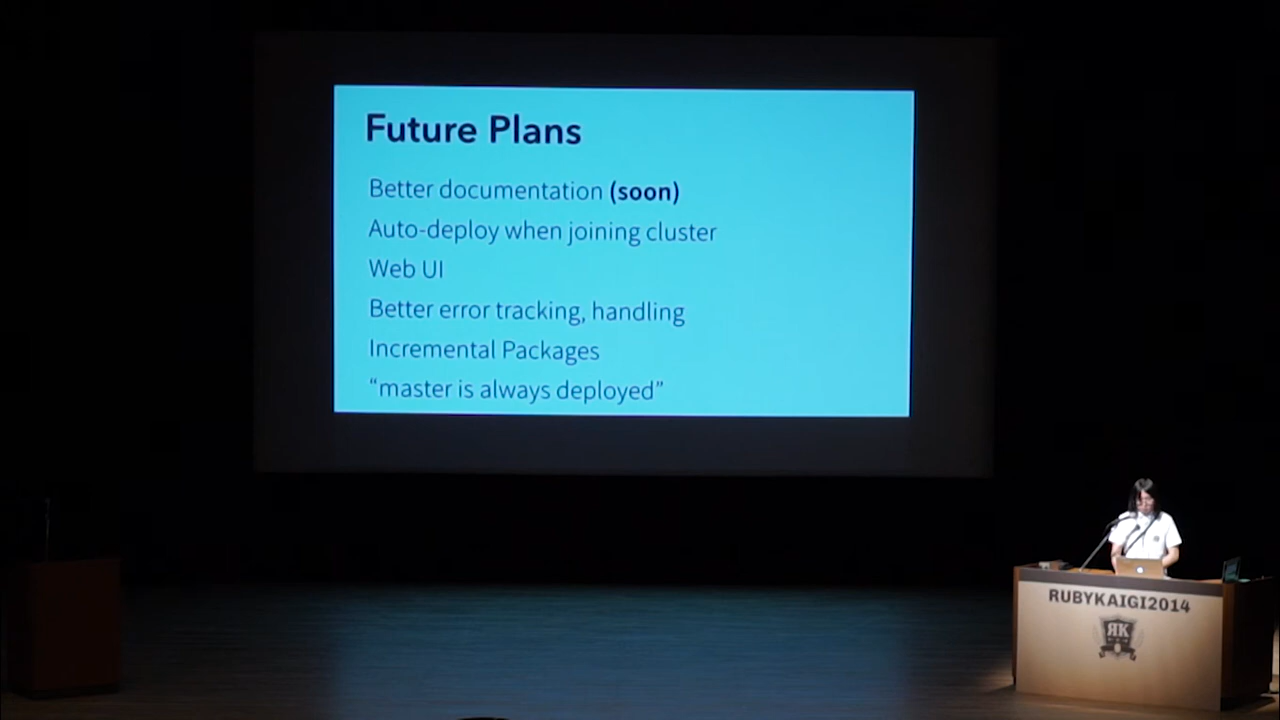 Future Plans
Better documentation (soon)
Auto-deploy when joining cluster
Web UI
Better error tracking, handling
Incremental Packages
“master is always deployed”
RUBYKAIGI2014
RK